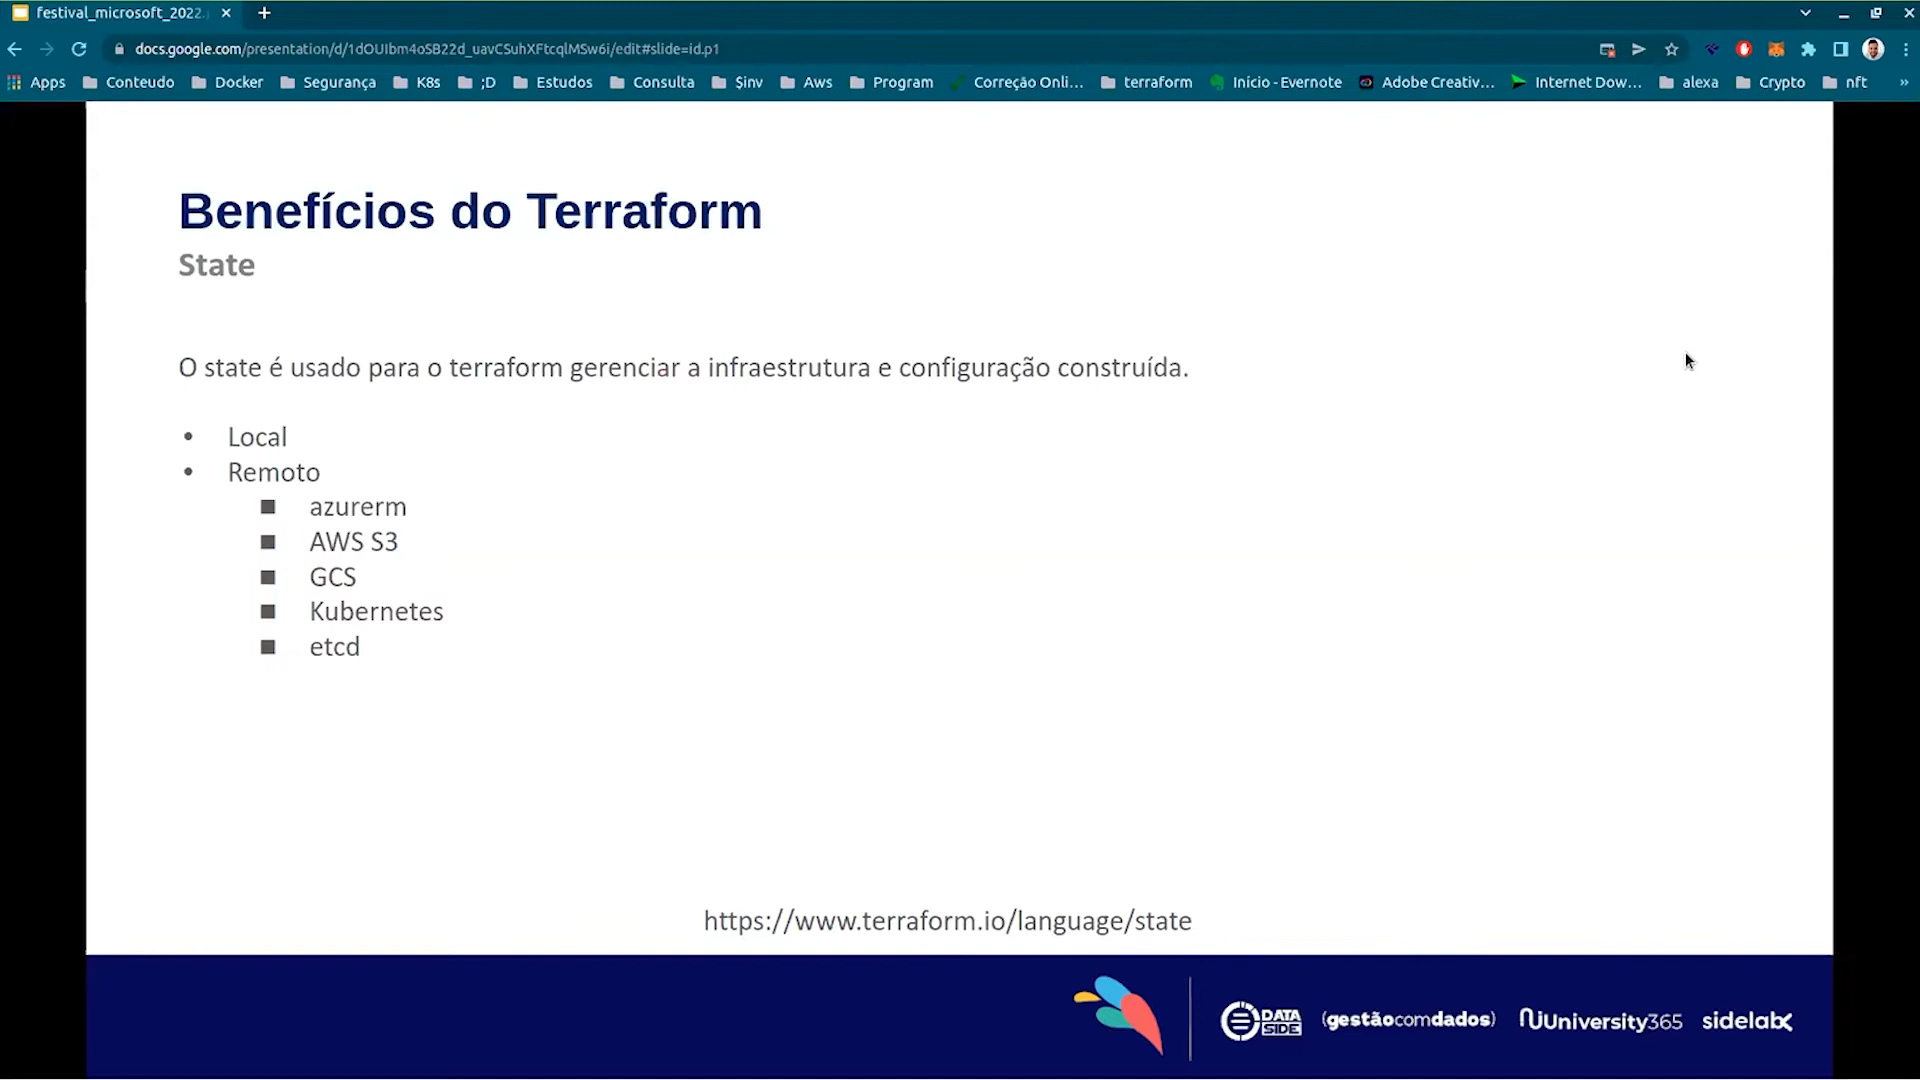 festival_microsoft_2022.
docs.google.com/presentation/d/1dOUIbm4oSB22d_uavCSuhXFtcqlMSw6i/edit#slide=id.p1
Apps Conteudo Docker Segurança K8s ;D Estudos Consulta $inv Aws Program Correção Onli... terraform Início - Evernote Adobe Creativ... Internet Dow... alexa Crypto nft »
Benefícios do Terraform
State
O state é usado para o terraform gerenciar a infraestrutura e configuração construída.
• Local
• Remoto
■ azurerm
■ AWS S3
■ GCS
■ Kubernetes
■ etcd
https://www.terraform.io/language/state
DATA SIDE (gestãocomdados) University365 sidelabx